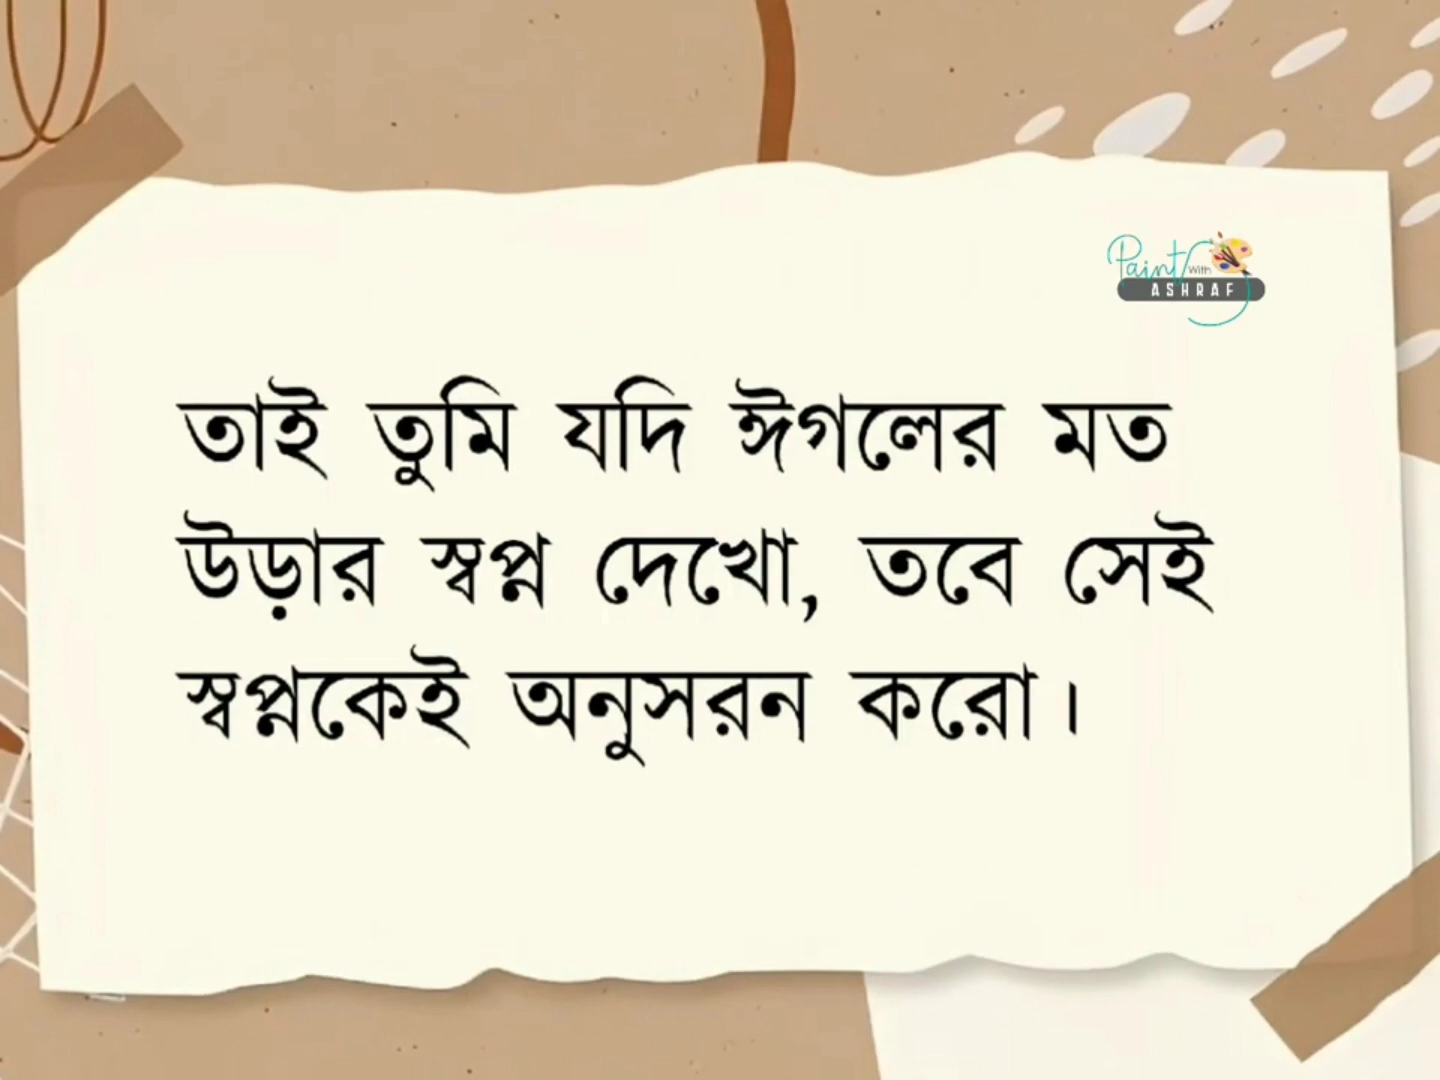 Paint with
ASHRAF
তাই তুমি যদি ঈগলের মত
উড়ার স্বপ্ন দেখো, তবে সেই
স্বপ্নকেই অনুসরন করো।